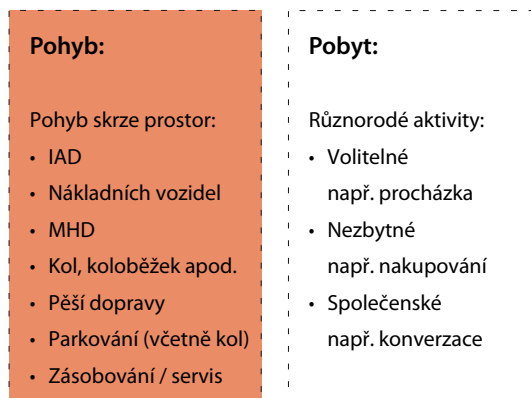 Pohyb:
Pohyb skrze prostor:
• IAD
• Nákladních vozidel
• MHD
• Kol, koloběžek apod.
• Pěší dopravy
• Parkování (včetně kol)
• Zásobování / servis
Pobyt:
Různorodé aktivity:
• Volitelné
např. procházka
• Nezbytné
např. nakupování
• Společenské
např. konverzace